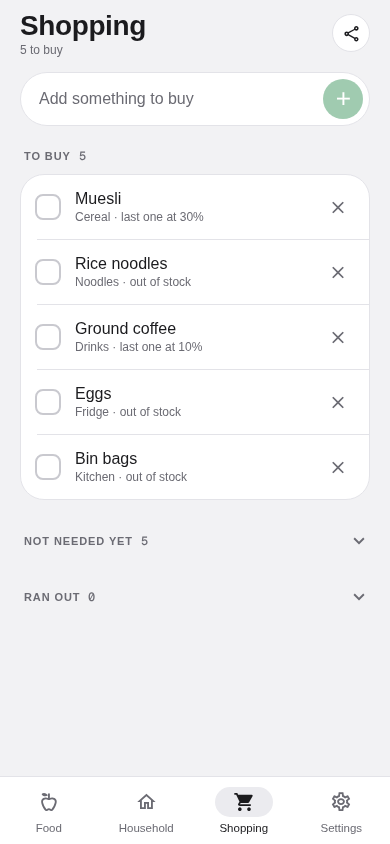 Shopping
5 to buy
Add something to buy
TO BUY 5
Muesli
Cereal · last one at 30%
Rice noodles
Noodles · out of stock
Ground coffee
Drinks · last one at 10%
Eggs
Fridge · out of stock
Bin bags
Kitchen · out of stock
NOT NEEDED YET 5
RAN OUT 0
Food Household Shopping Settings